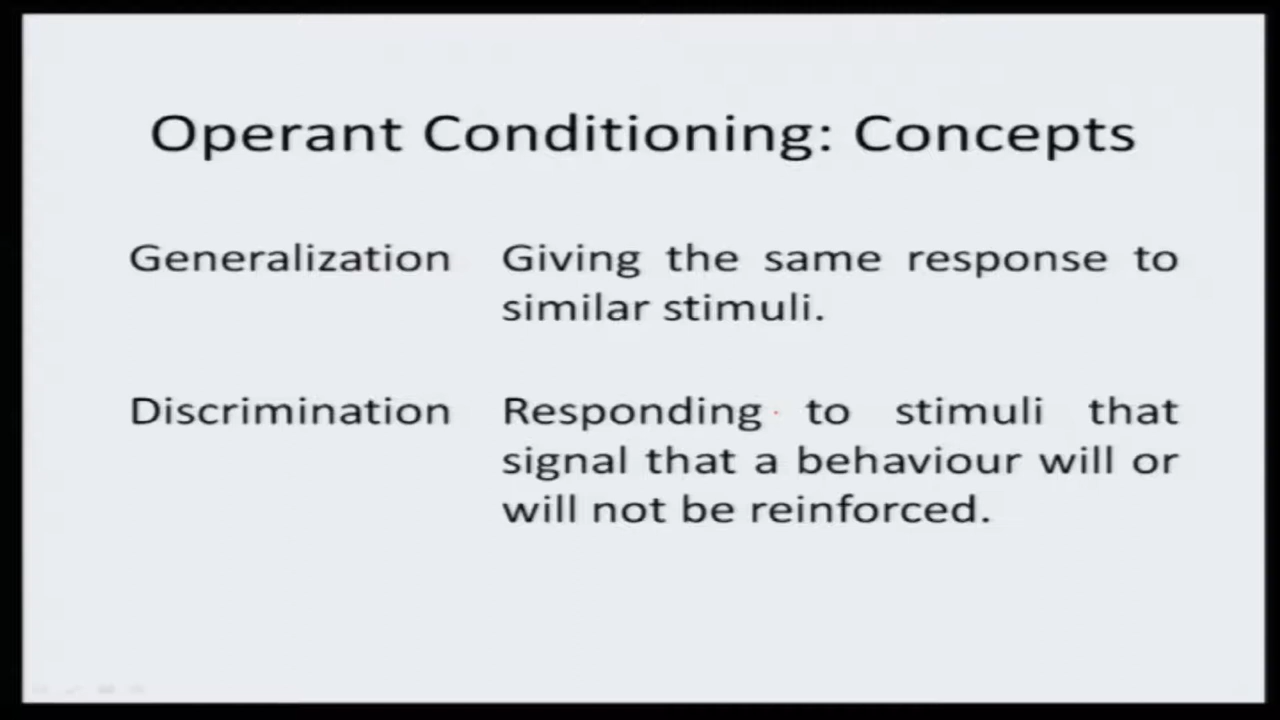 Operant Conditioning: Concepts
Generalization Giving the same response to
similar stimuli.
Discrimination Responding to stimuli that
signal that a behaviour will or
will not be reinforced.